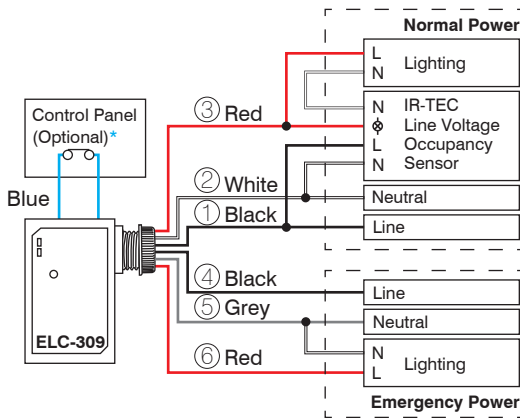 Normal Power
L
N
Lighting
③ Red
N IR-TEC
Line Voltage
L Occupancy
N Sensor
Control Panel
(Optional)*
Blue
② White
Neutral
① Black
Line
④ Black
Line
⑤ Grey
Neutral
ELC-309
⑥ Red
N
L
Lighting
Emergency Power